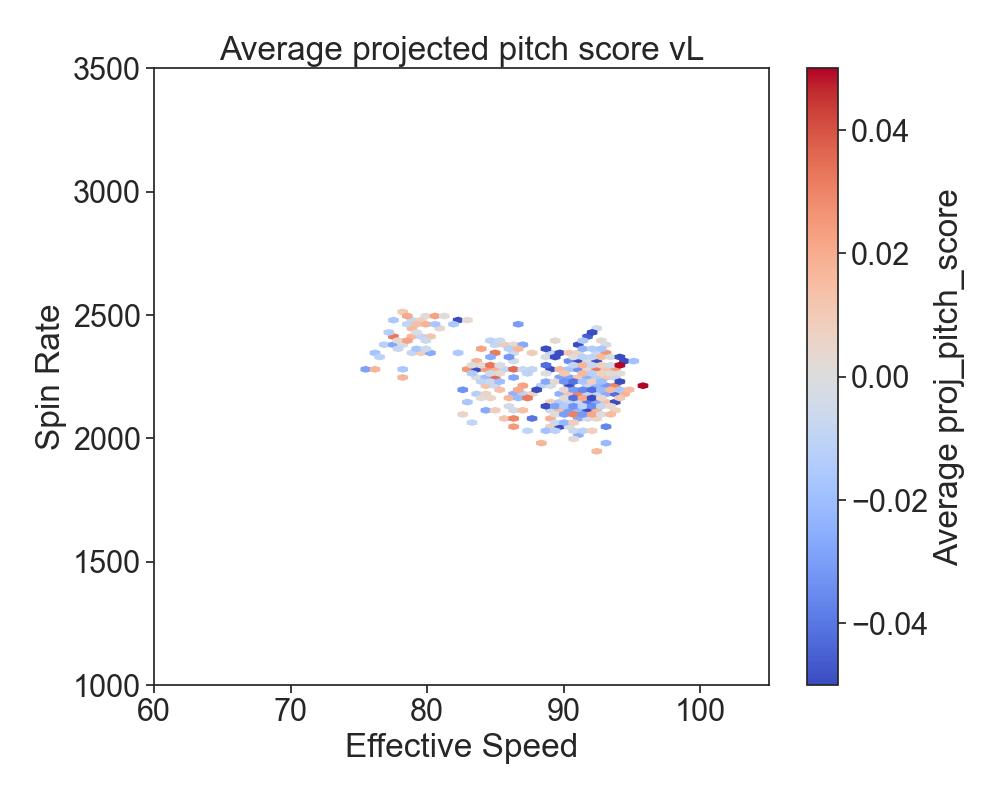 Average projected pitch score vL
3500
3000
2500
2000
1500
1000
Spin Rate
60 70 80 90 100
Effective Speed
0.04
0.02
0.00
−0.02
−0.04
Average proj_pitch_score